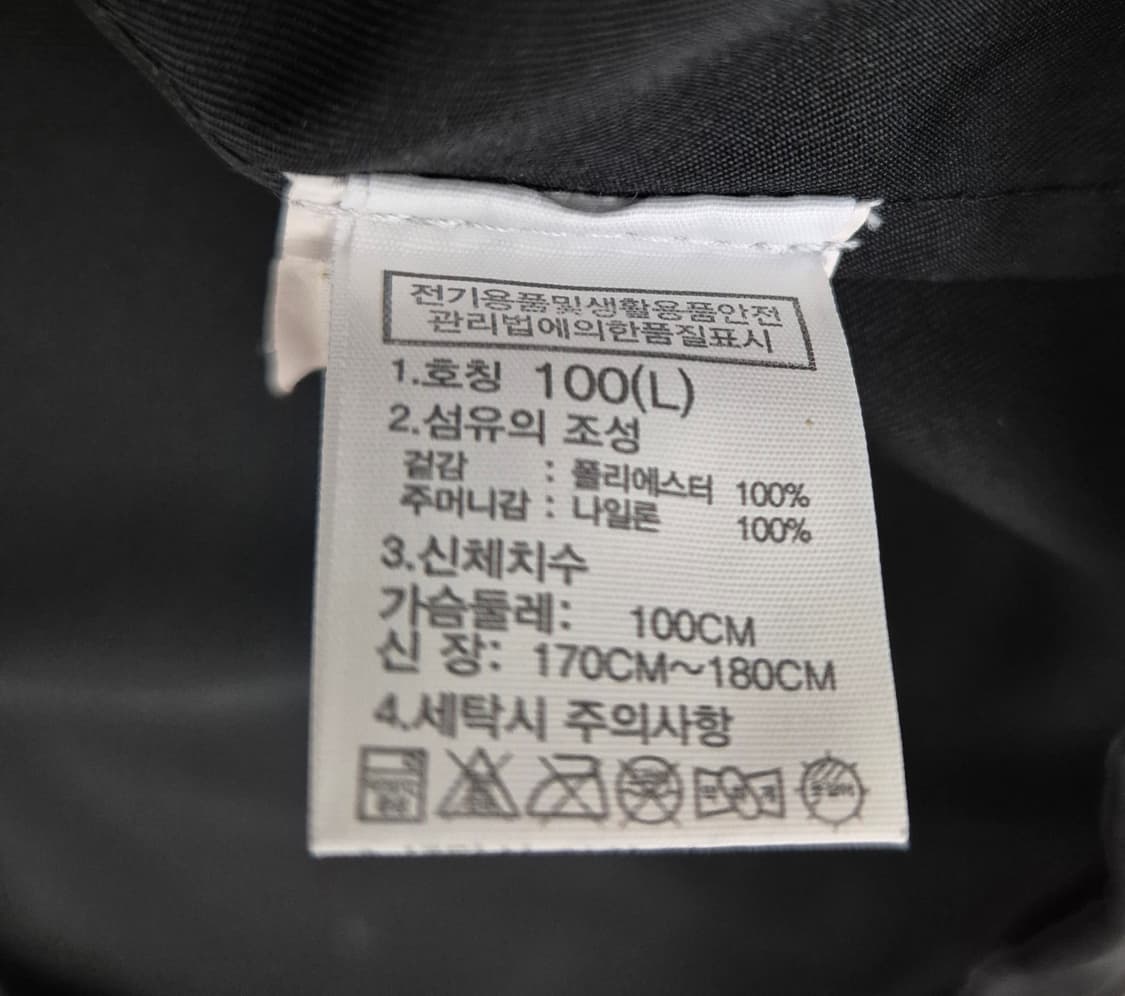 전기용품및생활용품안전
관리법에의한품질표시
1.호칭 100(L)
2.섬유의 조성
겉감 : 폴리에스터 100%
주머니감 : 나일론 100%
3.신체치수
가슴둘레: 100CM
신 장: 170CM~180CM
4.세탁시 주의사항